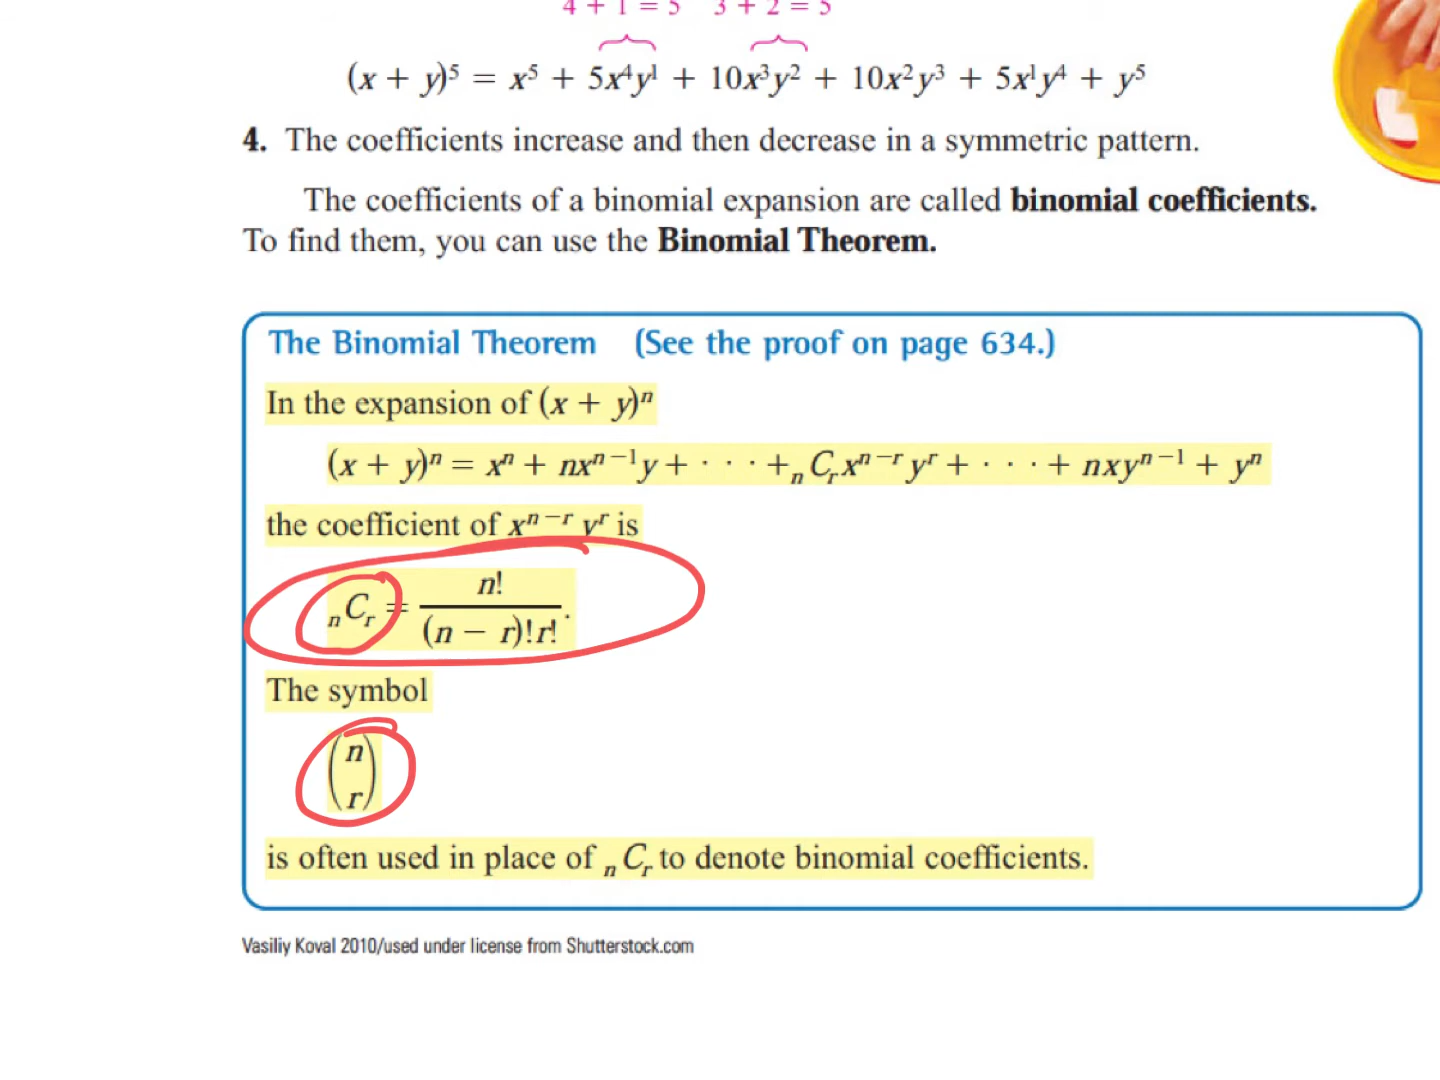 4 + 1 = 5   3 + 2 = 5
(x + y)⁵ = x⁵ + 5x⁴y¹ + 10x³y² + 10x²y³ + 5x¹y⁴ + y⁵
4. The coefficients increase and then decrease in a symmetric pattern.
The coefficients of a binomial expansion are called binomial coefficients.
To find them, you can use the Binomial Theorem.
The Binomial Theorem (See the proof on page 634.)
In the expansion of (x + y)ⁿ
(x + y)ⁿ = xⁿ + nxⁿ⁻¹y + · · · + ₙCᵣxⁿ⁻ʳyʳ + · · · + nxyⁿ⁻¹ + yⁿ
the coefficient of xⁿ⁻ʳyʳ is
ₙCᵣ = n! / (n − r)!r!.
The symbol
(n
r)
is often used in place of ₙCᵣ to denote binomial coefficients.
Vasiliy Koval 2010/used under license from Shutterstock.com